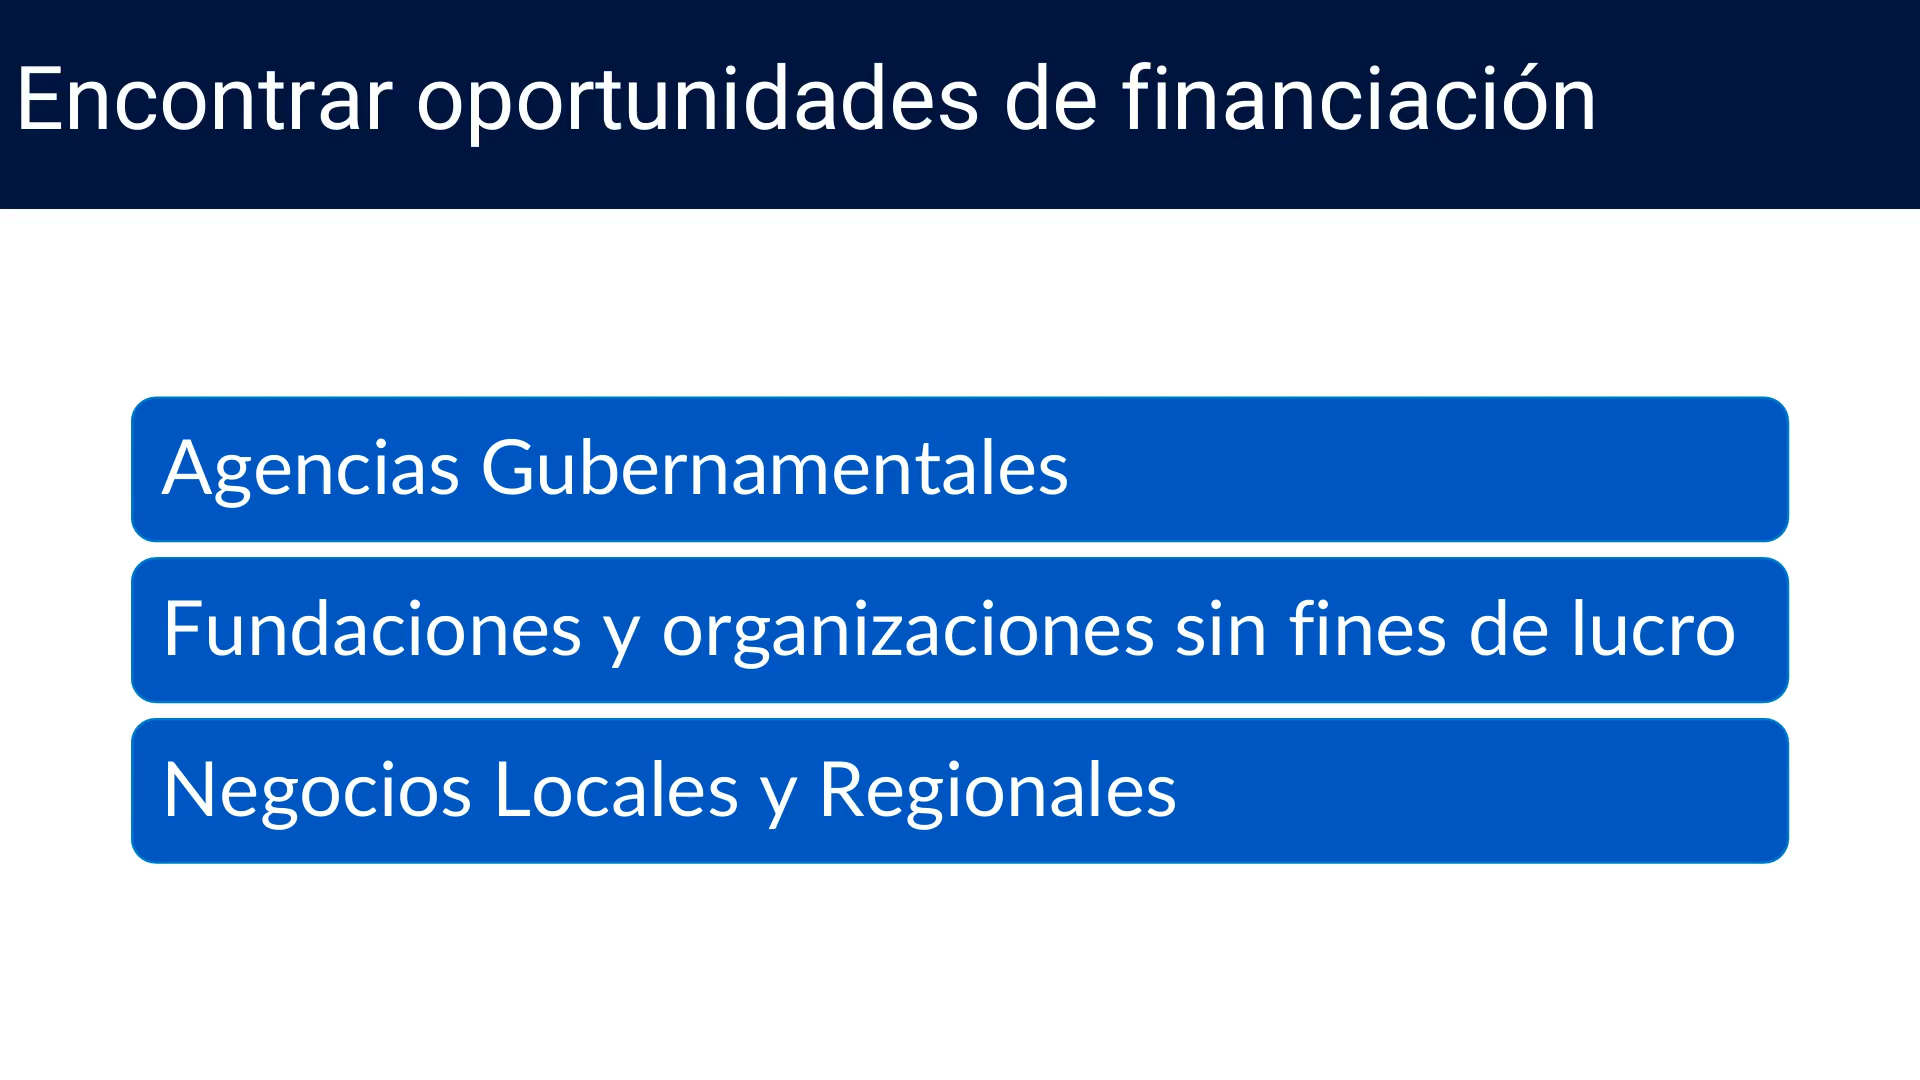 Encontrar oportunidades de financiación
Agencias Gubernamentales
Fundaciones y organizaciones sin fines de lucro
Negocios Locales y Regionales